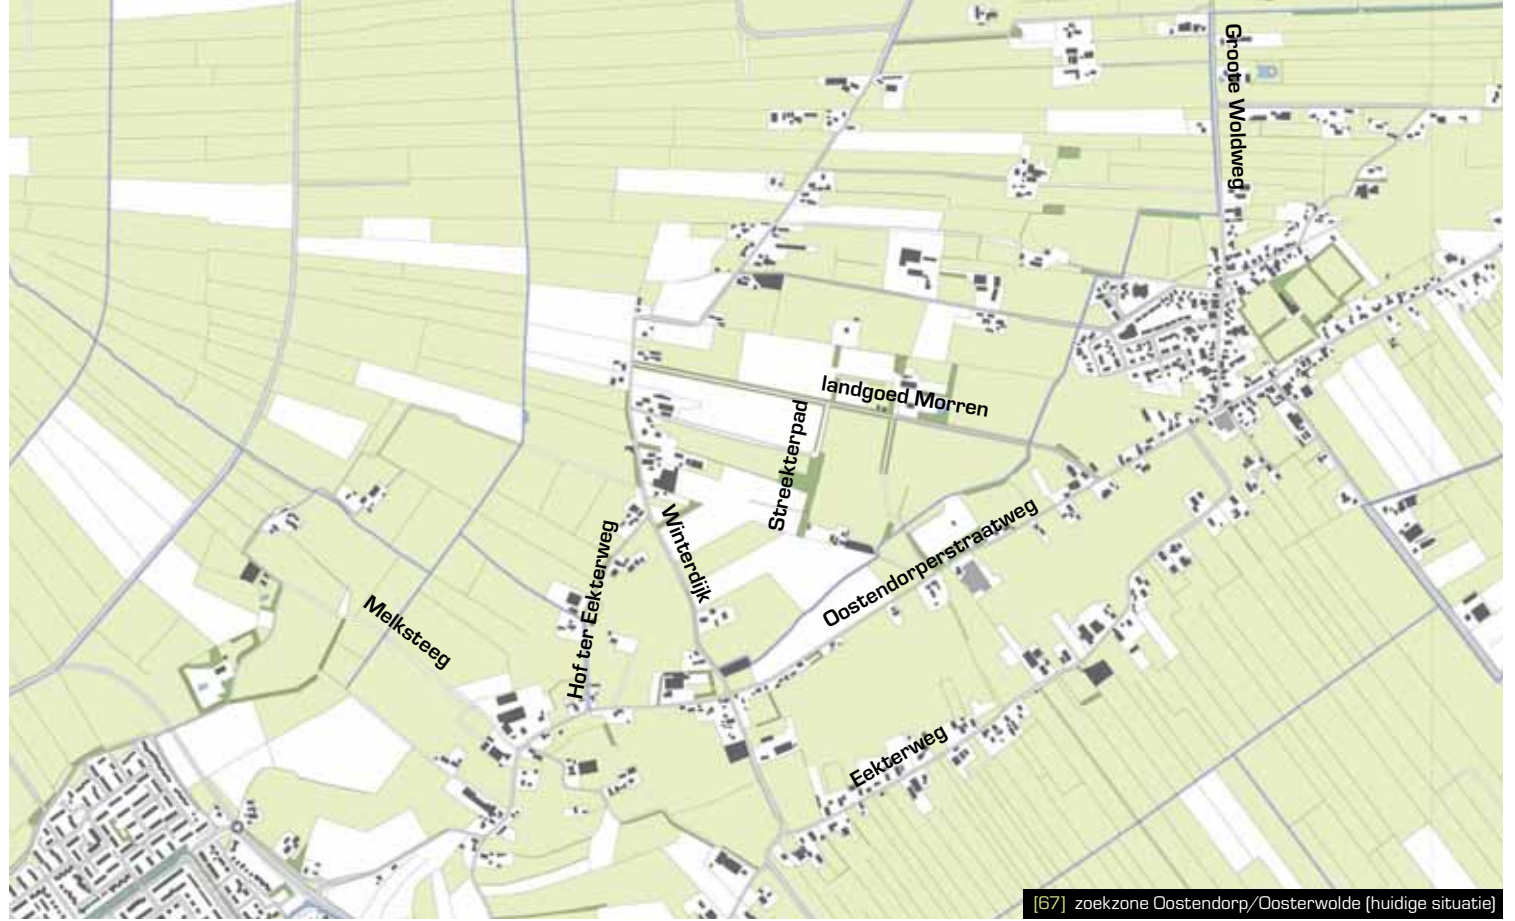 Groote Woldweg
landgoed Morren
Streekterpad
Winterdijk
Oostendorperstraatweg
Hof ter Eekterweg
Melksteeg
Eekterweg
[67] zoekzone Oostendorp/Oosterwolde (huidige situatie)